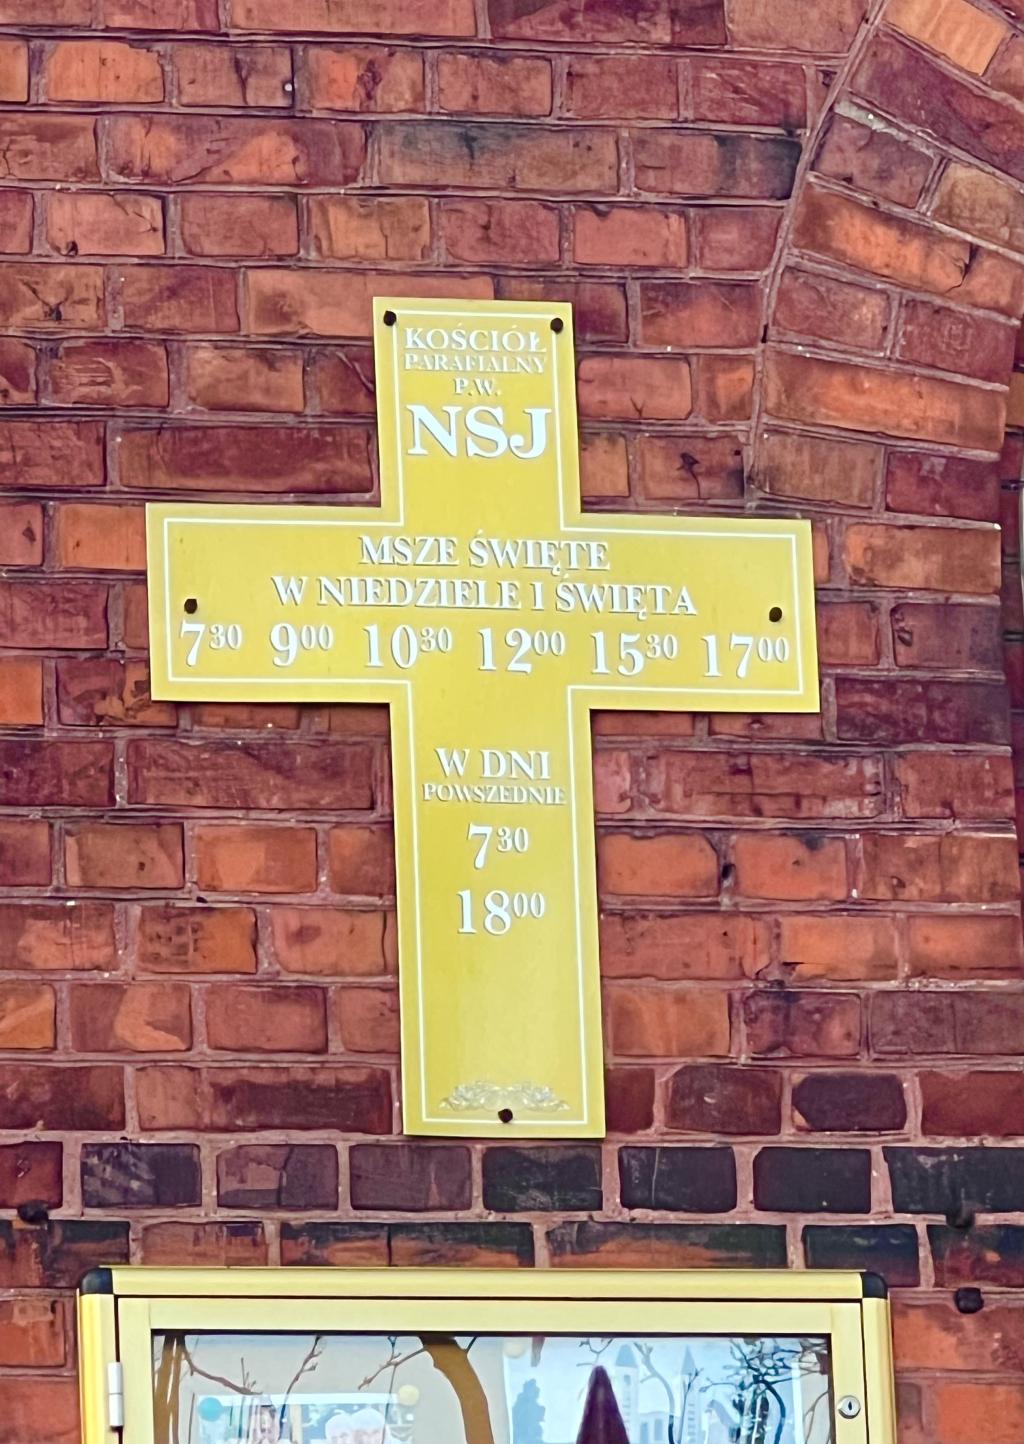 KOŚCIÓŁ
PARAFIALNY
P.W.
NSJ
MSZE ŚWIĘTE
W NIEDZIELE I ŚWIĘTA
7³⁰ 9⁰⁰ 10³⁰ 12⁰⁰ 15³⁰ 17⁰⁰
W DNI
POWSZEDNIE
7³⁰
18⁰⁰